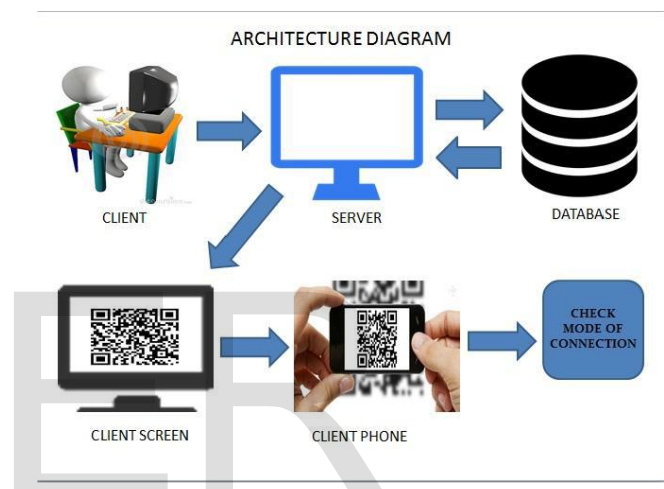 ARCHITECTURE DIAGRAM
CLIENT
SERVER
DATABASE
CHECK
MODE OF
CONNECTION
CLIENT SCREEN
CLIENT PHONE